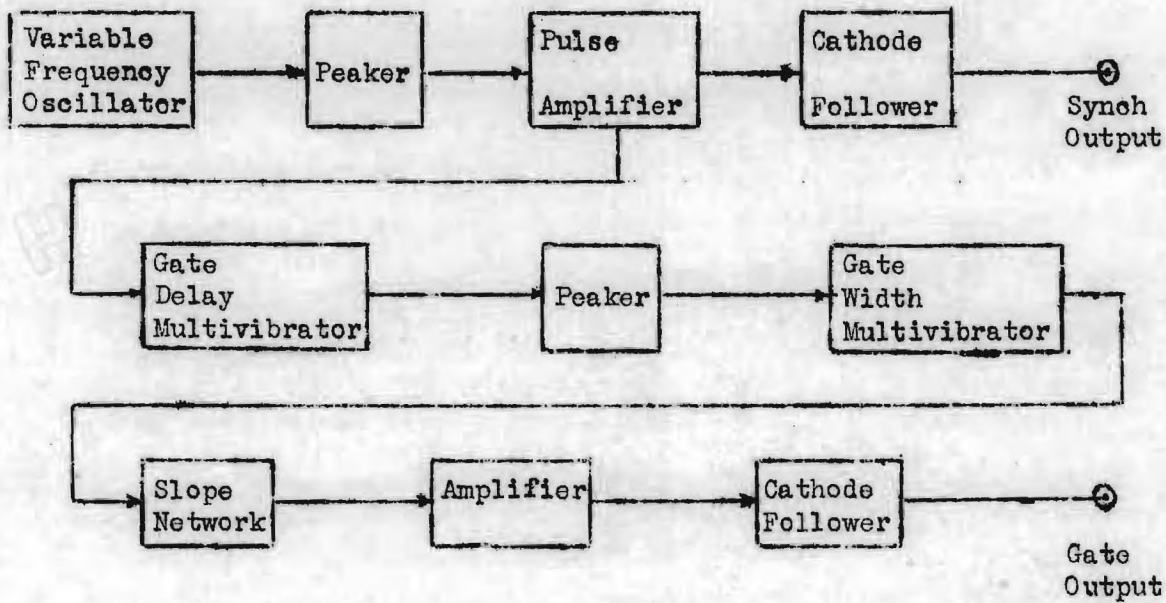 Variable
Frequency
Oscillator
Peaker
Pulse
Amplifier
Cathode
Follower
Synch
Output
Gate
Delay
Multivibrator
Peaker
Gate
Width
Multivibrator
Slope
Network
Amplifier
Cathode
Follower
Gate
Output